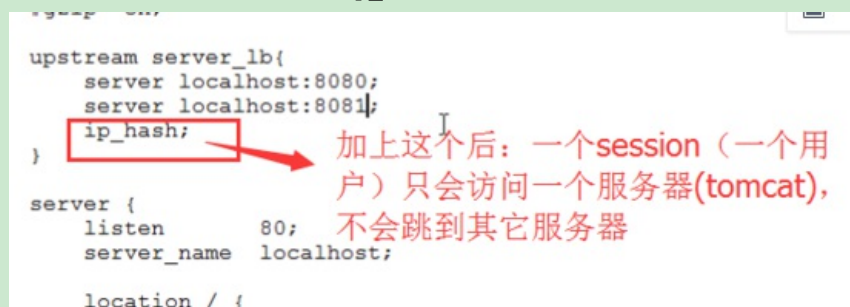 upstream server_lb{
server localhost:8080;
server localhost:8081;
ip_hash;
}
加上这个后：一个session（一个用
户）只会访问一个服务器(tomcat)，
不会跳到其它服务器
server {
listen 80;
server_name localhost;
location / {